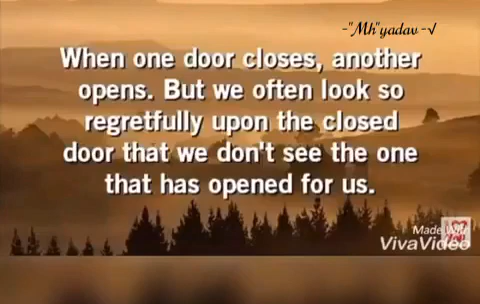 -"Mh"yadav -√
When one door closes, another
opens. But we often look so
regretfully upon the closed
door that we don't see the one
that has opened for us.
Made With
VivaVideo